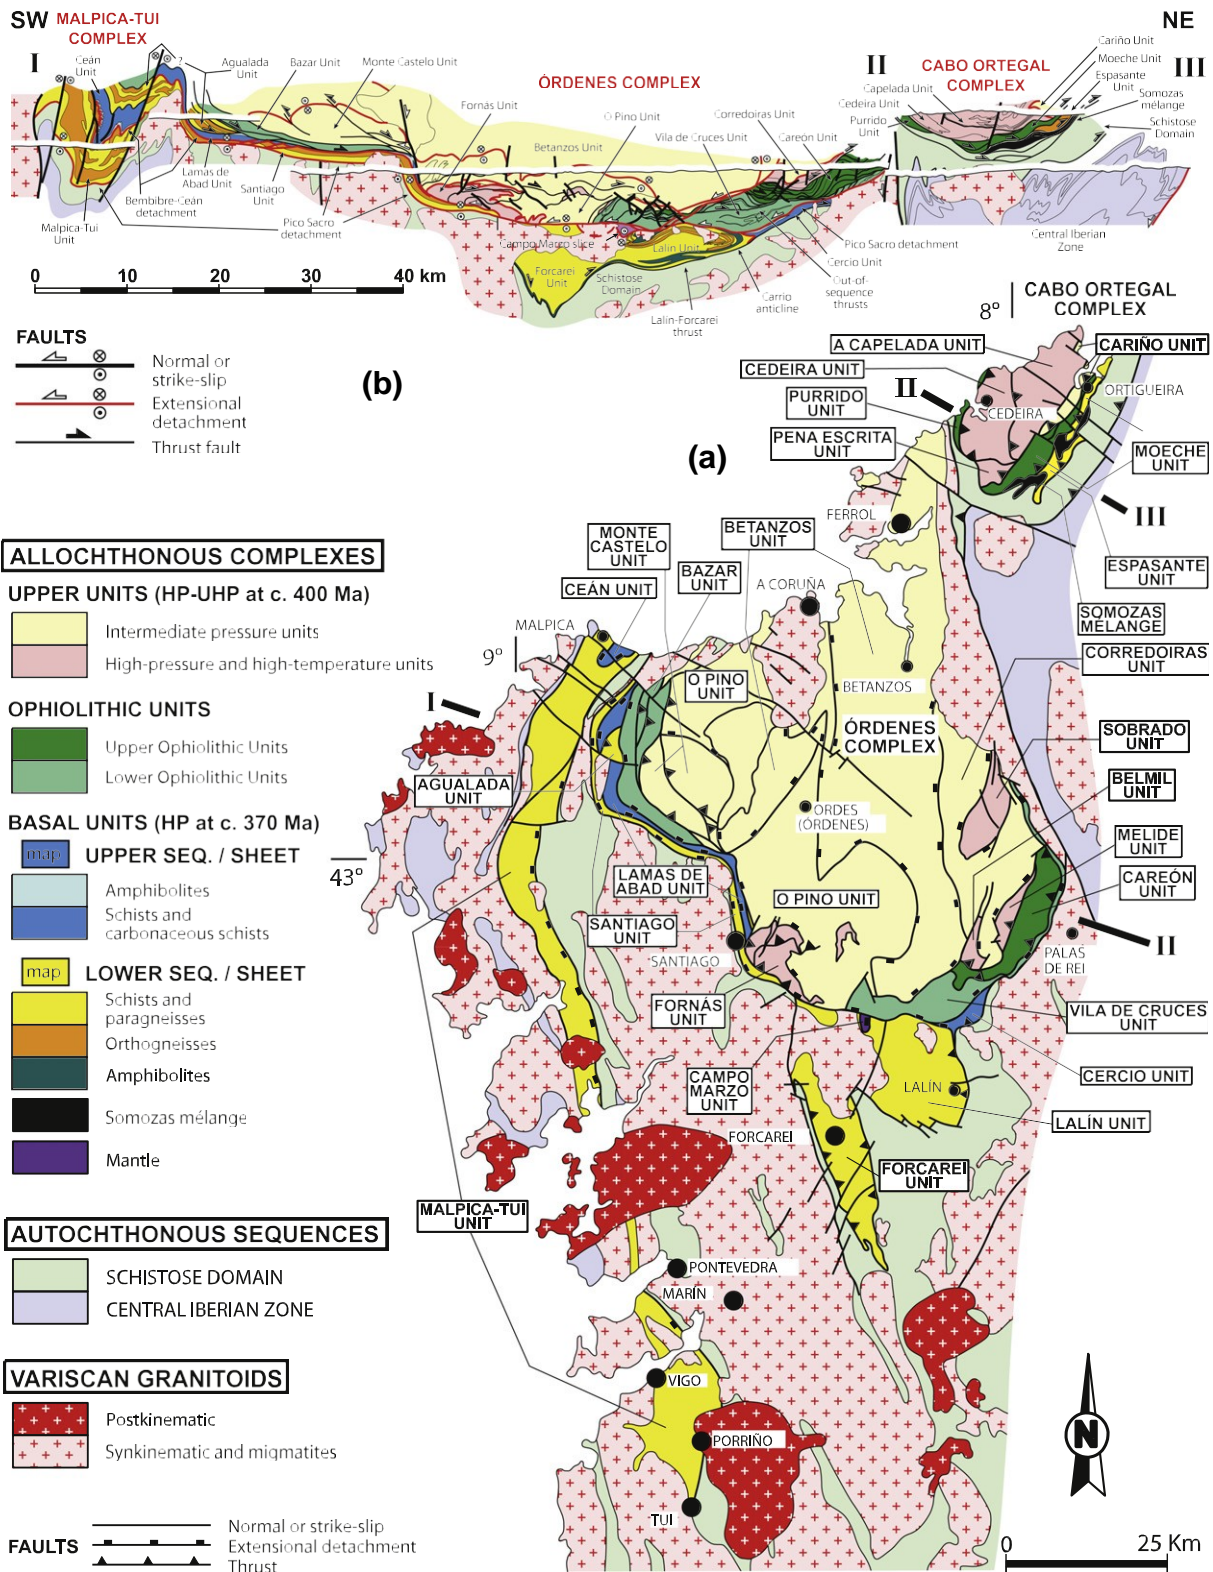 SW
MALPICA-TUI
COMPLEX
NE
I
Ceán
Unit
?
Agualada
Unit
Bazar Unit
Monte Castelo Unit
ÓRDENES COMPLEX
II
CABO ORTEGAL
COMPLEX
Cariño Unit
Moeche Unit
III
Espasante
Unit
Capelada Unit
Somozas
mélange
Cedeira Unit
Purrido
Unit
Schistose
Domain
Fornás Unit
O Pino Unit
Corredoiras Unit
Vila de Cruces
Unit
Careón Unit
Betanzos Unit
Lamas de
Abad Unit
Santiago
Unit
Bembibre-Ceán
detachment
Pico Sacro
detachment
Malpica-Tui
Unit
Campo Marzo slice
Lalín Unit
Forcarei
Unit
Schistose
Domain
Lalín-Forcarei
thrust
Carrio
anticline
Pico Sacro detachment
Cercio Unit
Out-of-
sequence
thrusts
Central Iberian
Zone
0 10 20 30 40 km
FAULTS
Normal or
strike-slip
Extensional
detachment
Thrust fault
(b)
(a)
8°
CABO ORTEGAL
COMPLEX
A CAPELADA UNIT
CARIÑO UNIT
CEDEIRA UNIT
ORTIGUEIRA
II
PURRIDO
UNIT
CEDEIRA
PENA ESCRITA
UNIT
MOECHE
UNIT
III
FERROL
ESPASANTE
UNIT
MONTE
CASTELO
UNIT
BETANZOS
UNIT
BAZAR
UNIT
CEÁN UNIT
A CORUÑA
SOMOZAS
MÉLANGE
MALPICA
9°
CORREDOIRAS
UNIT
O PINO
UNIT
BETANZOS
I
ÓRDENES
COMPLEX
SOBRADO
UNIT
AGUALADA
UNIT
BELMIL
UNIT
ORDES
(ÓRDENES)
MELIDE
UNIT
43°
LAMAS DE
ABAD UNIT
CAREÓN
UNIT
O PINO UNIT
SANTIAGO
UNIT
II
SANTIAGO
PALAS
DE REI
FORNÁS
UNIT
VILA DE CRUCES
UNIT
CAMPO
MARZO
UNIT
CERCIO UNIT
LALÍN
LALÍN UNIT
FORCAREI
FORCAREI
UNIT
MALPICA-TUI
UNIT
PONTEVEDRA
MARÍN
VIGO
PORRIÑO
TUI
N
0 25 Km
ALLOCHTHONOUS COMPLEXES
UPPER UNITS (HP-UHP at c. 400 Ma)
Intermediate pressure units
High-pressure and high-temperature units
OPHIOLITHIC UNITS
Upper Ophiolithic Units
Lower Ophiolithic Units
BASAL UNITS (HP at c. 370 Ma)
map UPPER SEQ. / SHEET
Amphibolites
Schists and
carbonaceous schists
map LOWER SEQ. / SHEET
Schists and
paragneisses
Orthogneisses
Amphibolites
Somozas mélange
Mantle
AUTOCHTHONOUS SEQUENCES
SCHISTOSE DOMAIN
CENTRAL IBERIAN ZONE
VARISCAN GRANITOIDS
Postkinematic
Synkinematic and migmatites
FAULTS
Normal or strike-slip
Extensional detachment
Thrust